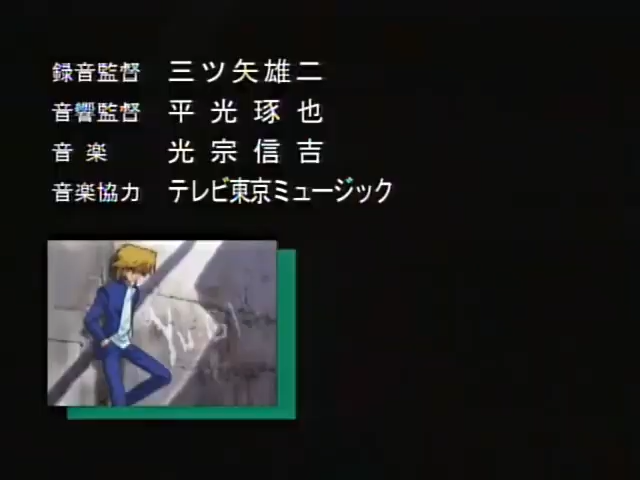 録音監督 三ツ矢雄二
音響監督 平光琢也
音楽 光宗信吉
音楽協力 テレビ東京ミュージック